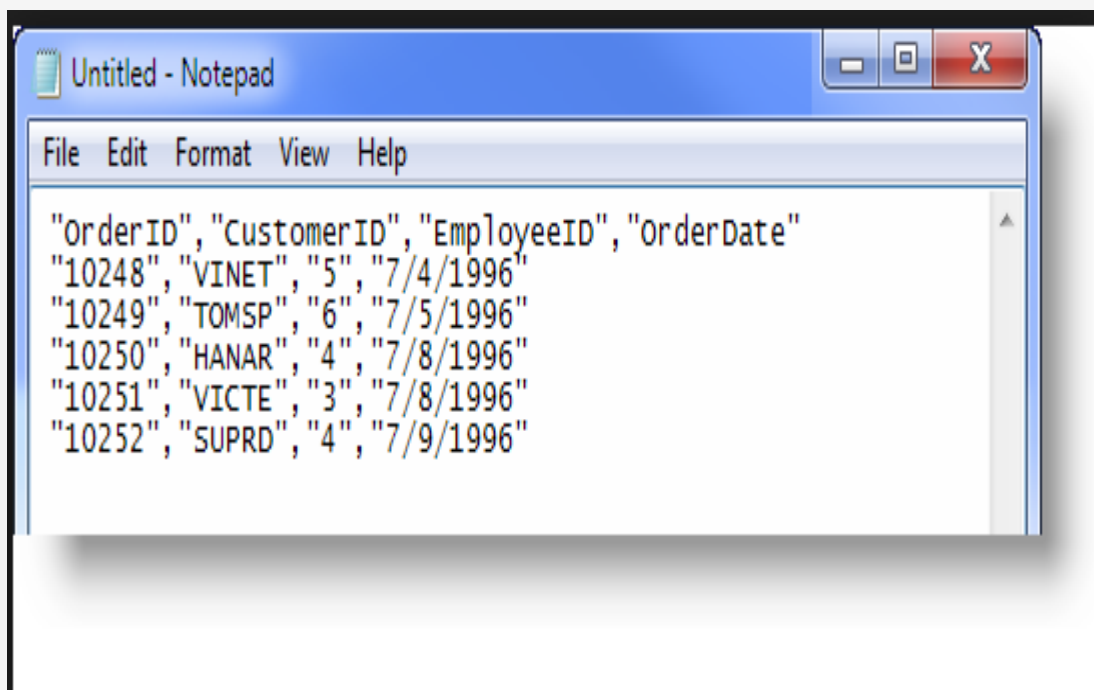 Untitled - Notepad
File Edit Format View Help
"OrderID","CustomerID","EmployeeID","OrderDate"
"10248","VINET","5","7/4/1996"
"10249","TOMSP","6","7/5/1996"
"10250","HANAR","4","7/8/1996"
"10251","VICTE","3","7/8/1996"
"10252","SUPRD","4","7/9/1996"